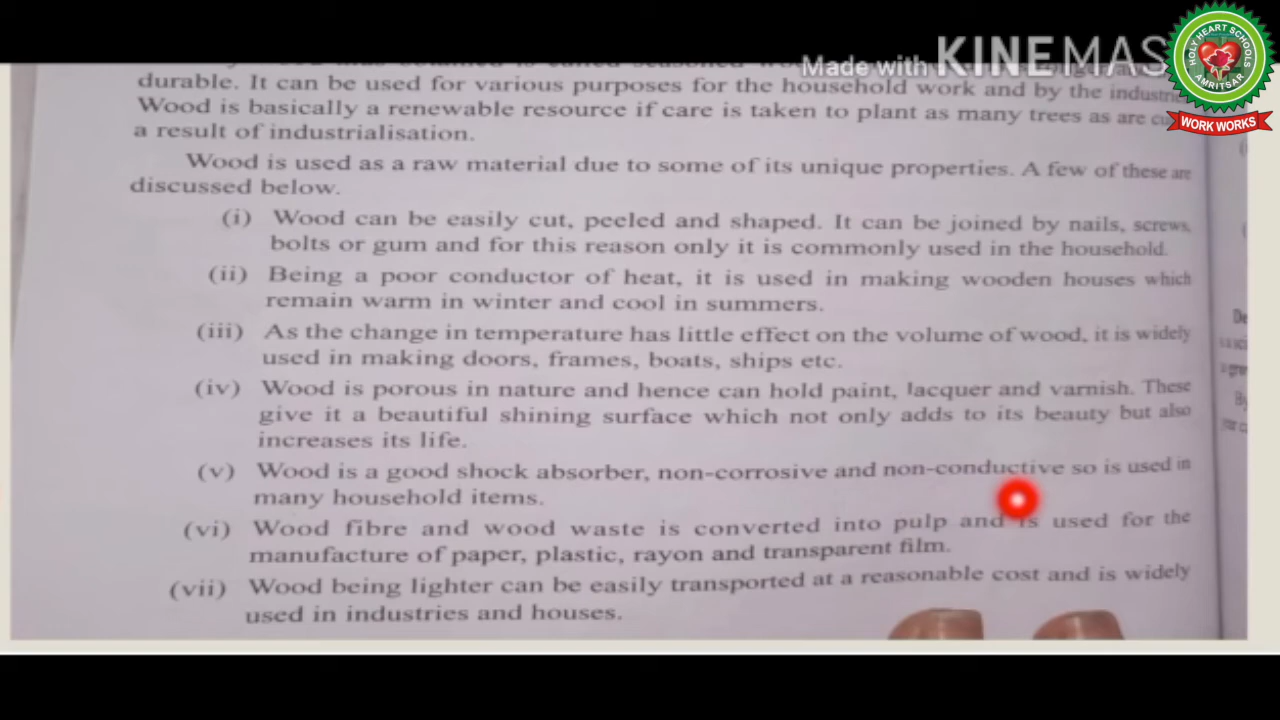 Made with KINEMAS
HOLY HEART SCHOOLS
AMRITSAR
WORK WORKS
durable. It can be used for various purposes for the household work and by the
Wood is basically a renewable resource if care is taken to plant as many trees as are
a result of industrialisation.
Wood is used as a raw material due to some of its unique properties. A few of these are
discussed below.
(i) Wood can be easily cut, peeled and shaped. It can be joined by nails, screws,
bolts or gum and for this reason only it is commonly used in the household.
(ii) Being a poor conductor of heat, it is used in making wooden houses which
remain warm in winter and cool in summers.
(iii) As the change in temperature has little effect on the volume of wood, it is widely
used in making doors, frames, boats, ships etc.
(iv) Wood is porous in nature and hence can hold paint, lacquer and varnish. These
give it a beautiful shining surface which not only adds to its beauty but also
increases its life.
(v) Wood is a good shock absorber, non-corrosive and non-conductive so is used in
many household items.
(vi) Wood fibre and wood waste is converted into pulp and is used for the
manufacture of paper, plastic, rayon and transparent film.
(vii) Wood being lighter can be easily transported at a reasonable cost and is widely
used in industries and houses.